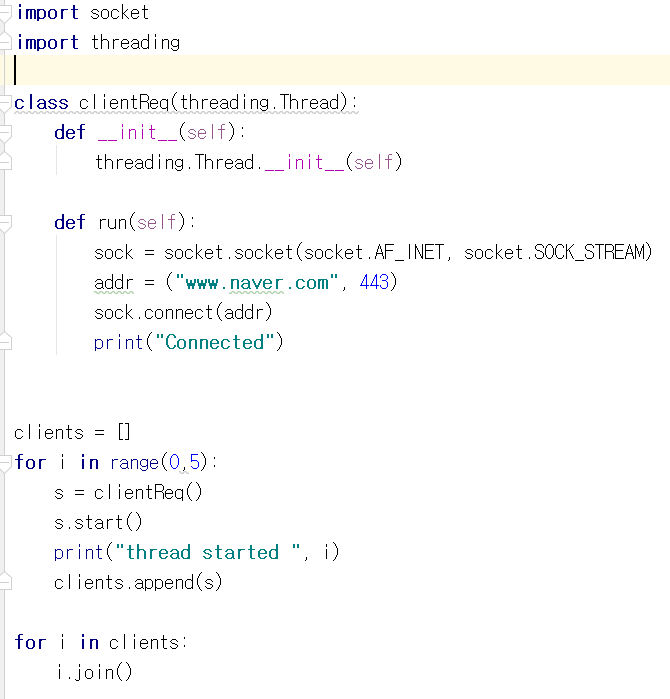 import socket
import threading
class clientReq(threading.Thread):
    def __init__(self):
        threading.Thread.__init__(self)
    def run(self):
        sock = socket.socket(socket.AF_INET, socket.SOCK_STREAM)
        addr = ("www.naver.com", 443)
        sock.connect(addr)
        print("Connected")
clients = []
for i in range(0,5):
    s = clientReq()
    s.start()
    print("thread started ", i)
    clients.append(s)
for i in clients:
    i.join()